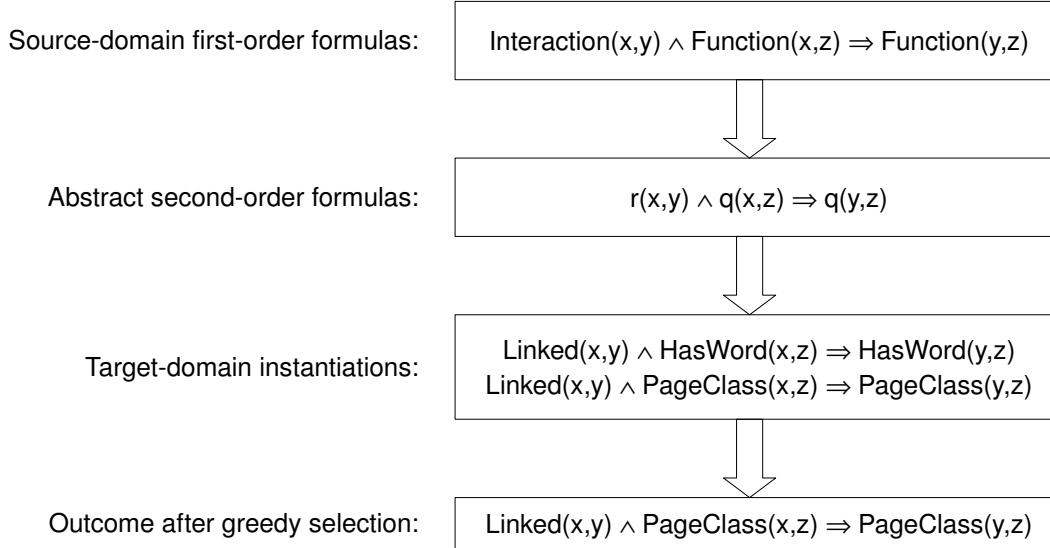 Source-domain first-order formulas: Interaction(x,y) ∧ Function(x,z) ⇒ Function(y,z)
Abstract second-order formulas: r(x,y) ∧ q(x,z) ⇒ q(y,z)
Linked(x,y) ∧ HasWord(x,z) ⇒ HasWord(y,z)
Target-domain instantiations:
Linked(x,y) ∧ PageClass(x,z) ⇒ PageClass(y,z)
Outcome after greedy selection: Linked(x,y) ∧ PageClass(x,z) ⇒ PageClass(y,z)